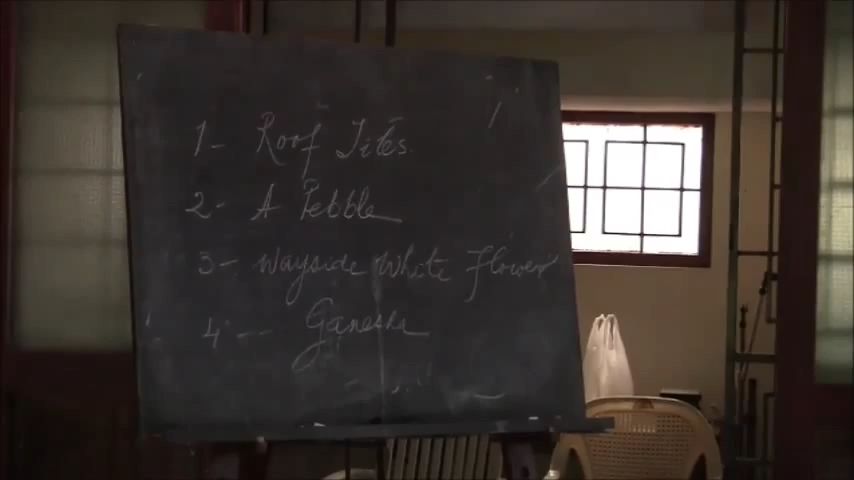 1- Roof Tiles.
2- A Pebble
3- Wayside White Flower
4 - Ganesha